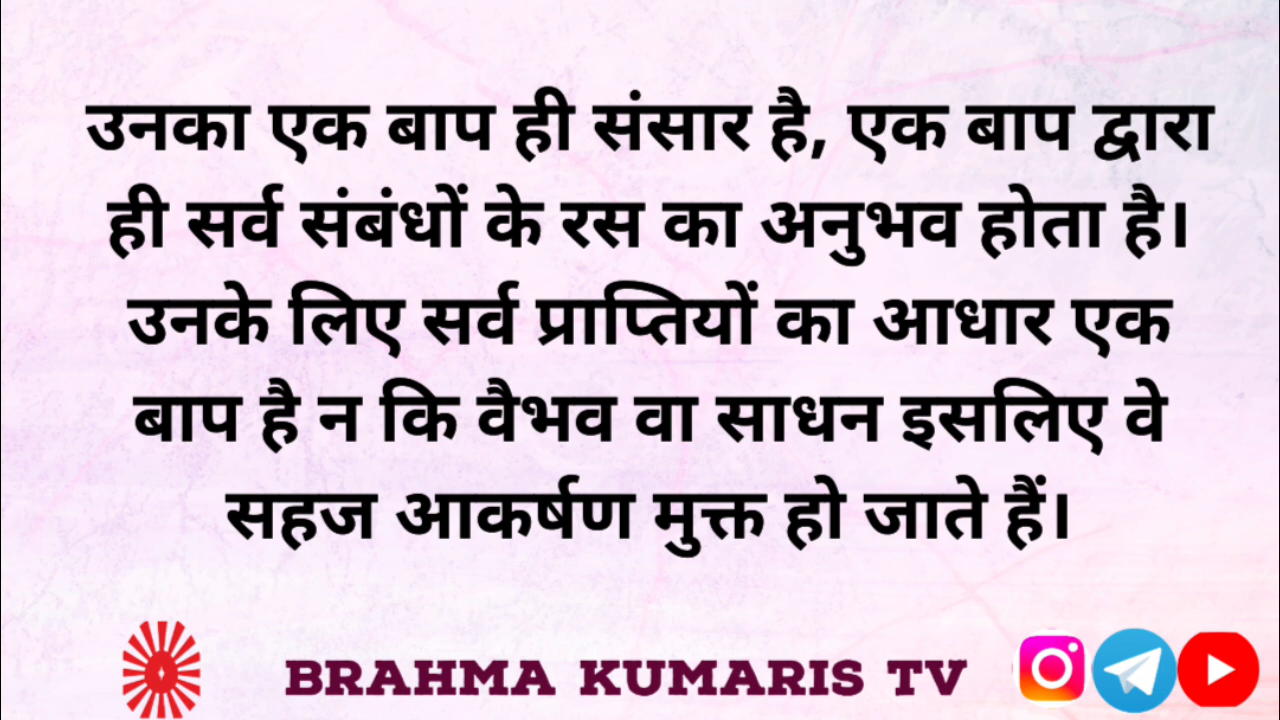 उनका एक बाप ही संसार है, एक बाप द्वारा
ही सर्व संबंधों के रस का अनुभव होता है।
उनके लिए सर्व प्राप्तियों का आधार एक
बाप है न कि वैभव वा साधन इसलिए वे
सहज आकर्षण मुक्त हो जाते हैं।
BRAHMA KUMARIS TV